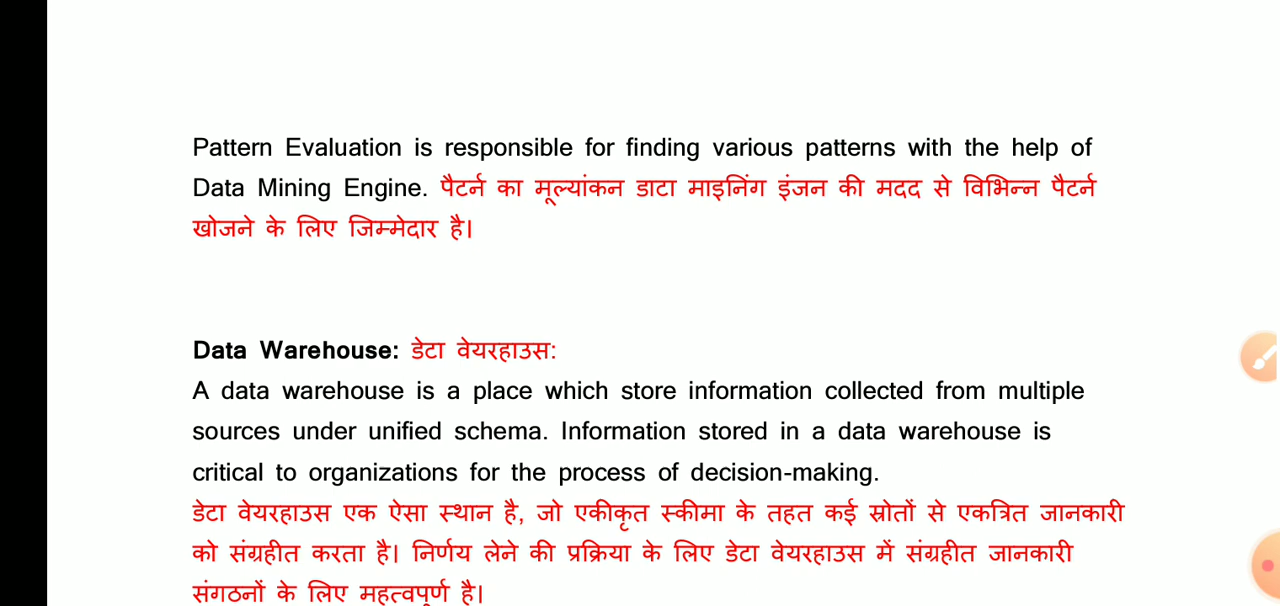 Pattern Evaluation is responsible for finding various patterns with the help of
Data Mining Engine. पैटर्न का मूल्यांकन डाटा माइनिंग इंजन की मदद से विभिन्न पैटर्न
खोजने के लिए जिम्मेदार है।
Data Warehouse: डेटा वेयरहाउस:
A data warehouse is a place which store information collected from multiple
sources under unified schema. Information stored in a data warehouse is
critical to organizations for the process of decision-making.
डेटा वेयरहाउस एक ऐसा स्थान है, जो एकीकृत स्कीमा के तहत कई स्रोतों से एकत्रित जानकारी
को संग्रहीत करता है। निर्णय लेने की प्रक्रिया के लिए डेटा वेयरहाउस में संग्रहीत जानकारी
संगठनों के लिए महत्वपूर्ण है।